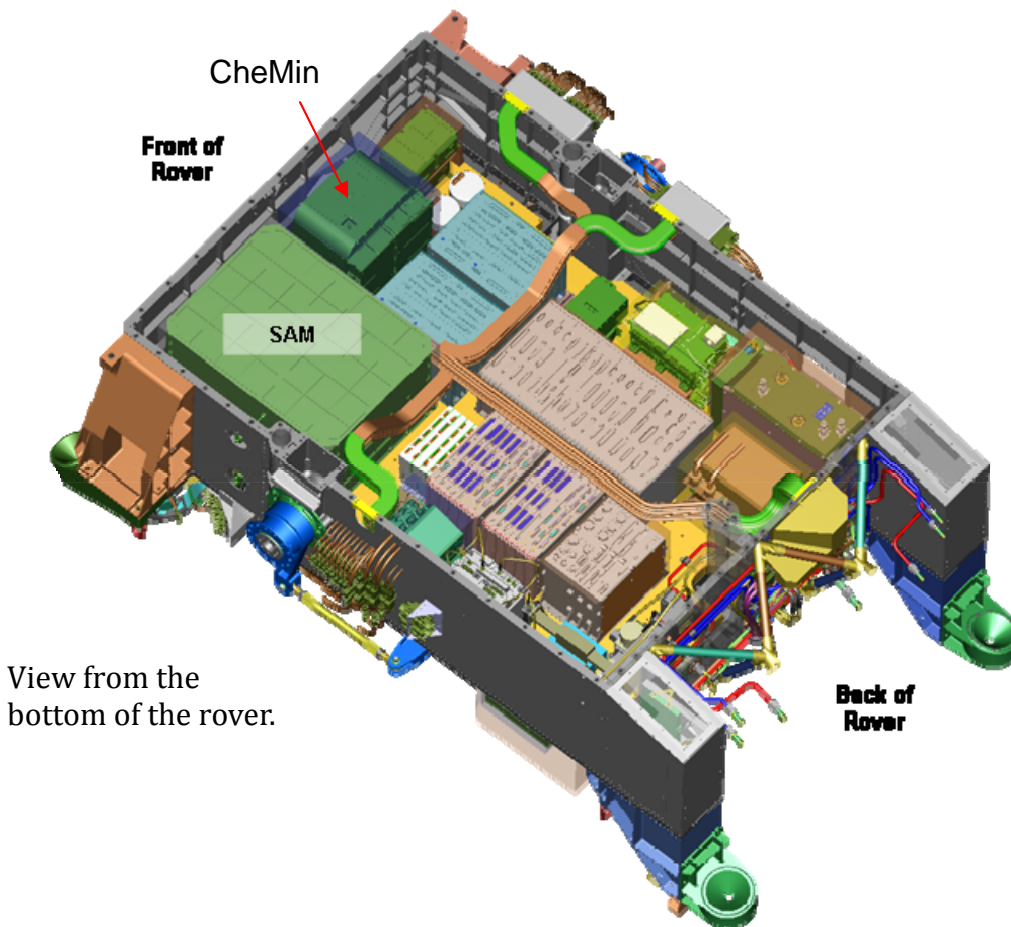 CheMin
Front of
Rover
SAM
View from the
bottom of the rover.
Back of
Rover